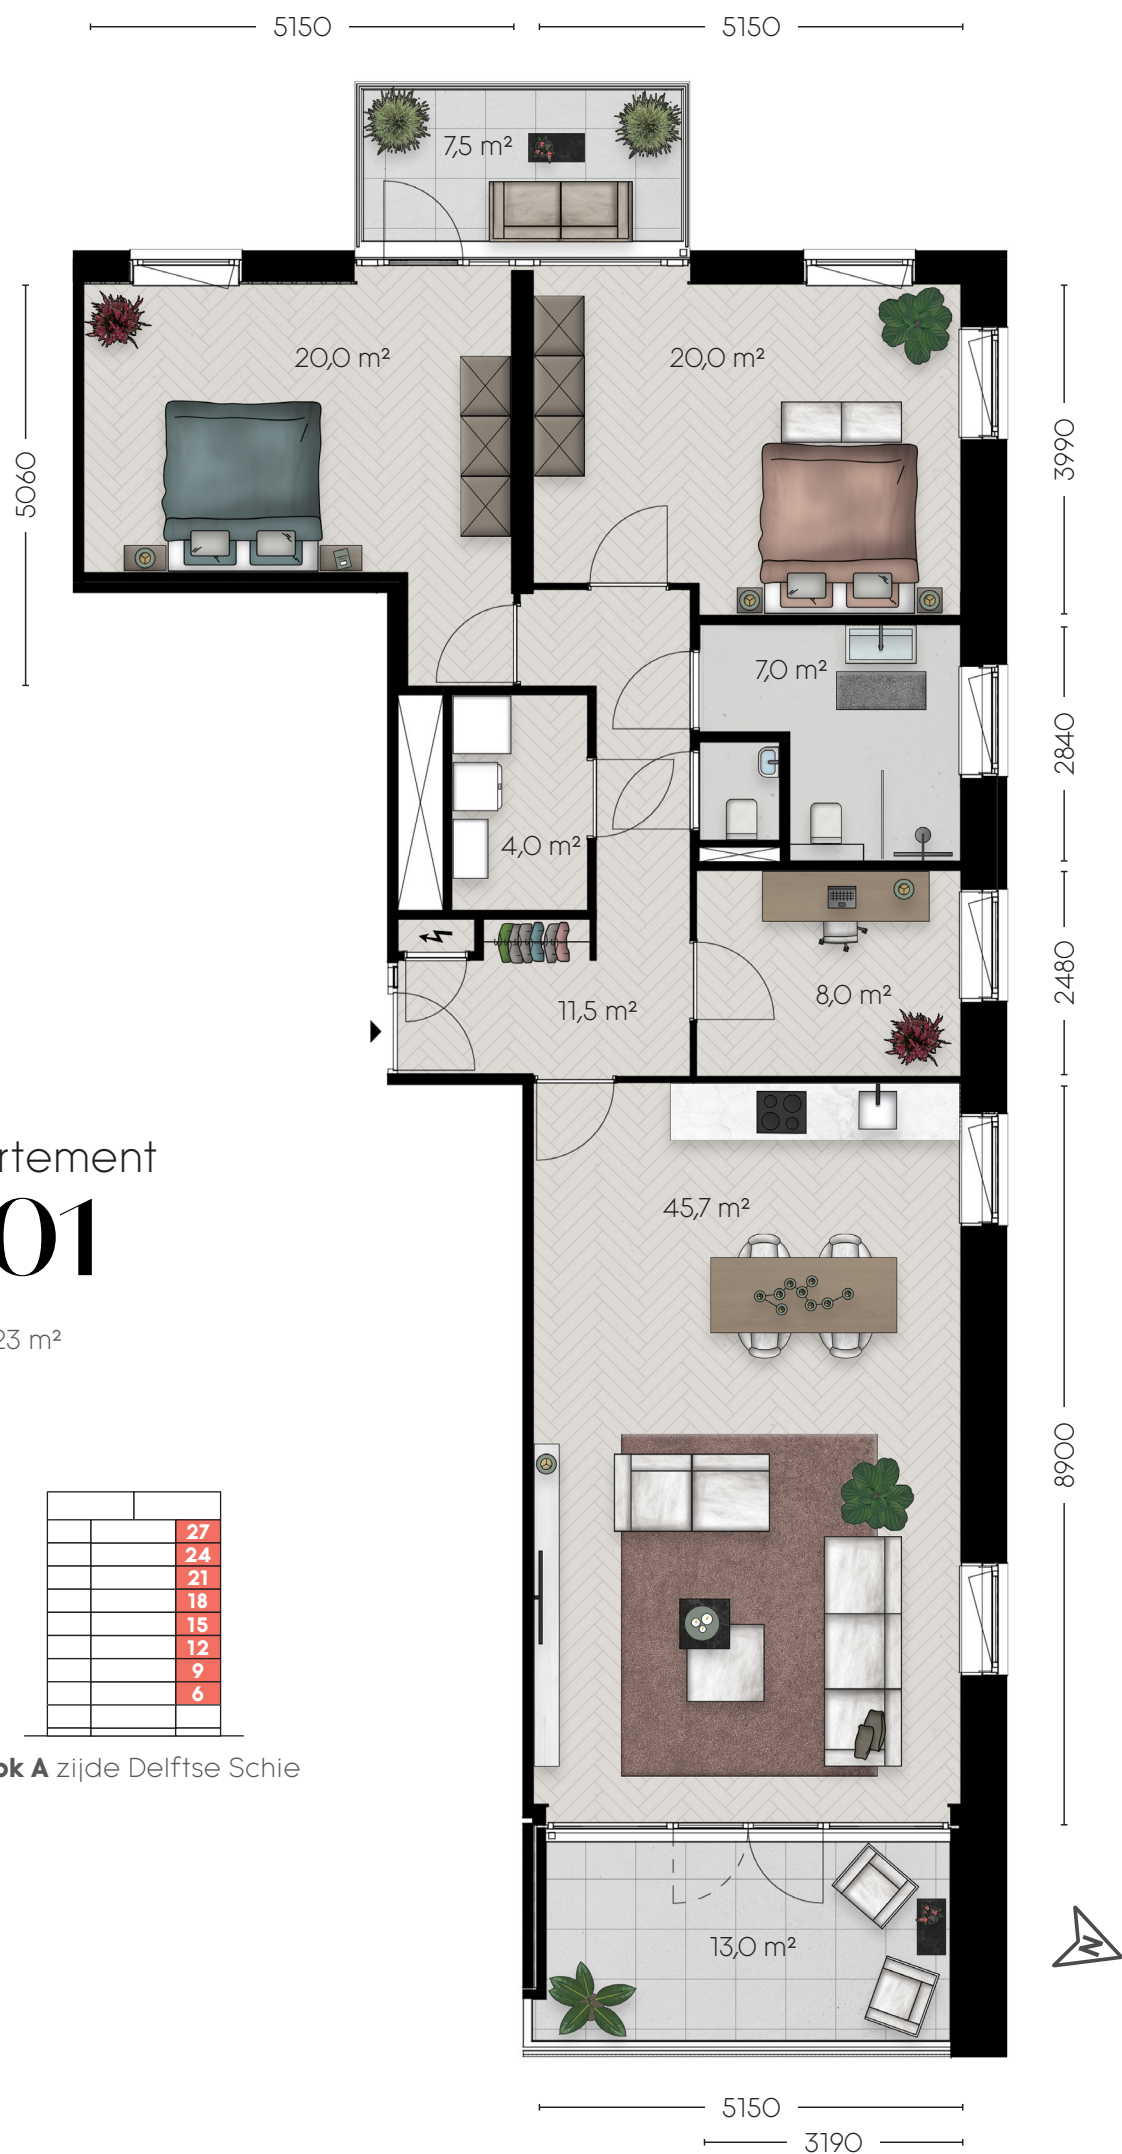 5150 5150
7,5 m²
20,0 m² 20,0 m²
5060
3990
7,0 m²
2840
4,0 m²
8,0 m²
2480
11,5 m²
rtement
01
23 m²
45,7 m²
8900
27
24
21
18
15
12
9
6
ok A zijde Delftse Schie
13,0 m²
N
5150
3190